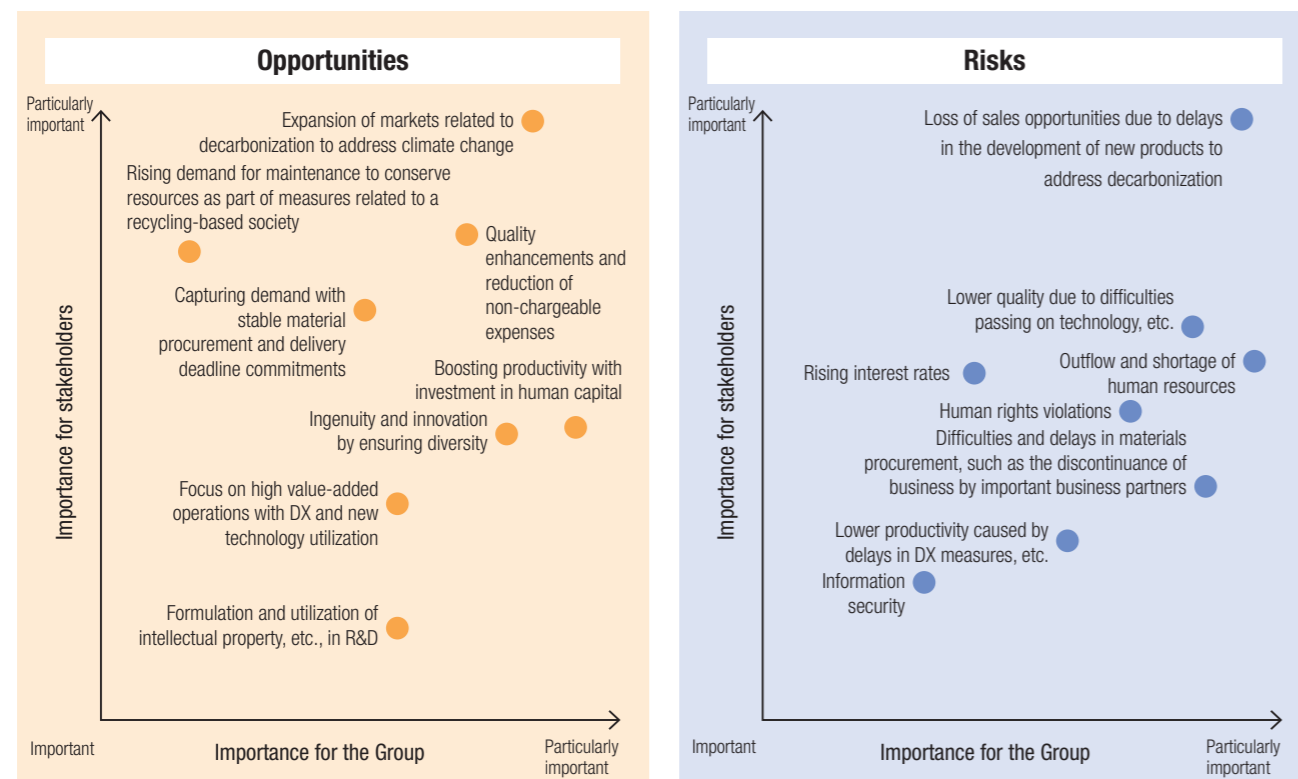 Opportunities
Particularly
important
Expansion of markets related to
decarbonization to address climate change
Rising demand for maintenance to conserve
resources as part of measures related to a
recycling-based society
Quality
enhancements and
reduction of
non-chargeable
expenses
Capturing demand with
stable material
procurement and delivery
deadline commitments
Boosting productivity with
investment in human capital
Ingenuity and innovation
by ensuring diversity
Focus on high value-added
operations with DX and new
technology utilization
Formulation and utilization of
intellectual property, etc., in R&D
Importance for stakeholders
Important
Importance for the Group
Particularly
important
Risks
Particularly
important
Loss of sales opportunities due to delays
in the development of new products to
address decarbonization
Lower quality due to difficulties
passing on technology, etc.
Outflow and shortage of
human resources
Rising interest rates
Human rights violations
Difficulties and delays in materials
procurement, such as the discontinuance of
business by important business partners
Lower productivity caused by
delays in DX measures, etc.
Information
security
Importance for stakeholders
Important
Importance for the Group
Particularly
important